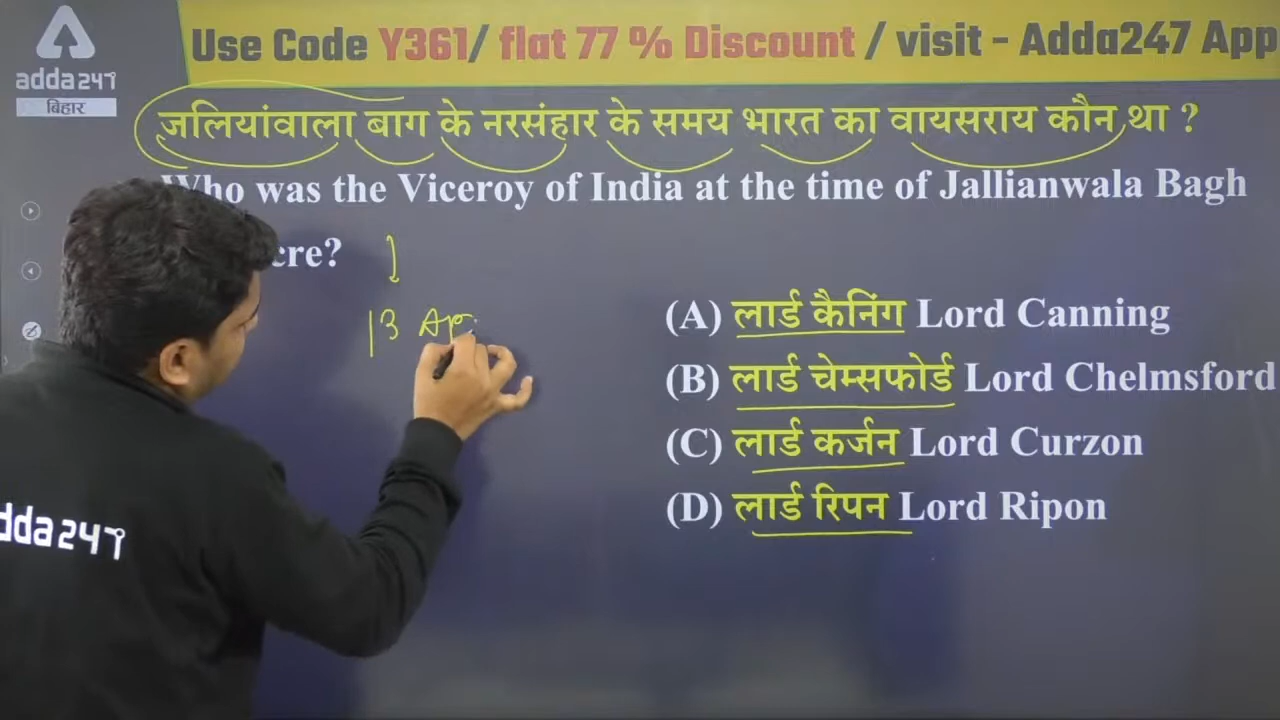 Use Code Y361/ flat 77 % Discount / visit - Adda247 App
adda247
बिहार
जलियांवाला बाग के नरसंहार के समय भारत का वायसराय कौन था ?
Who was the Viceroy of India at the time of Jallianwala Bagh
cre?
13 Ap
(A) लार्ड कैनिंग Lord Canning
(B) लार्ड चेम्सफोर्ड Lord Chelmsford
(C) लार्ड कर्जन Lord Curzon
(D) लार्ड रिपन Lord Ripon
dda247